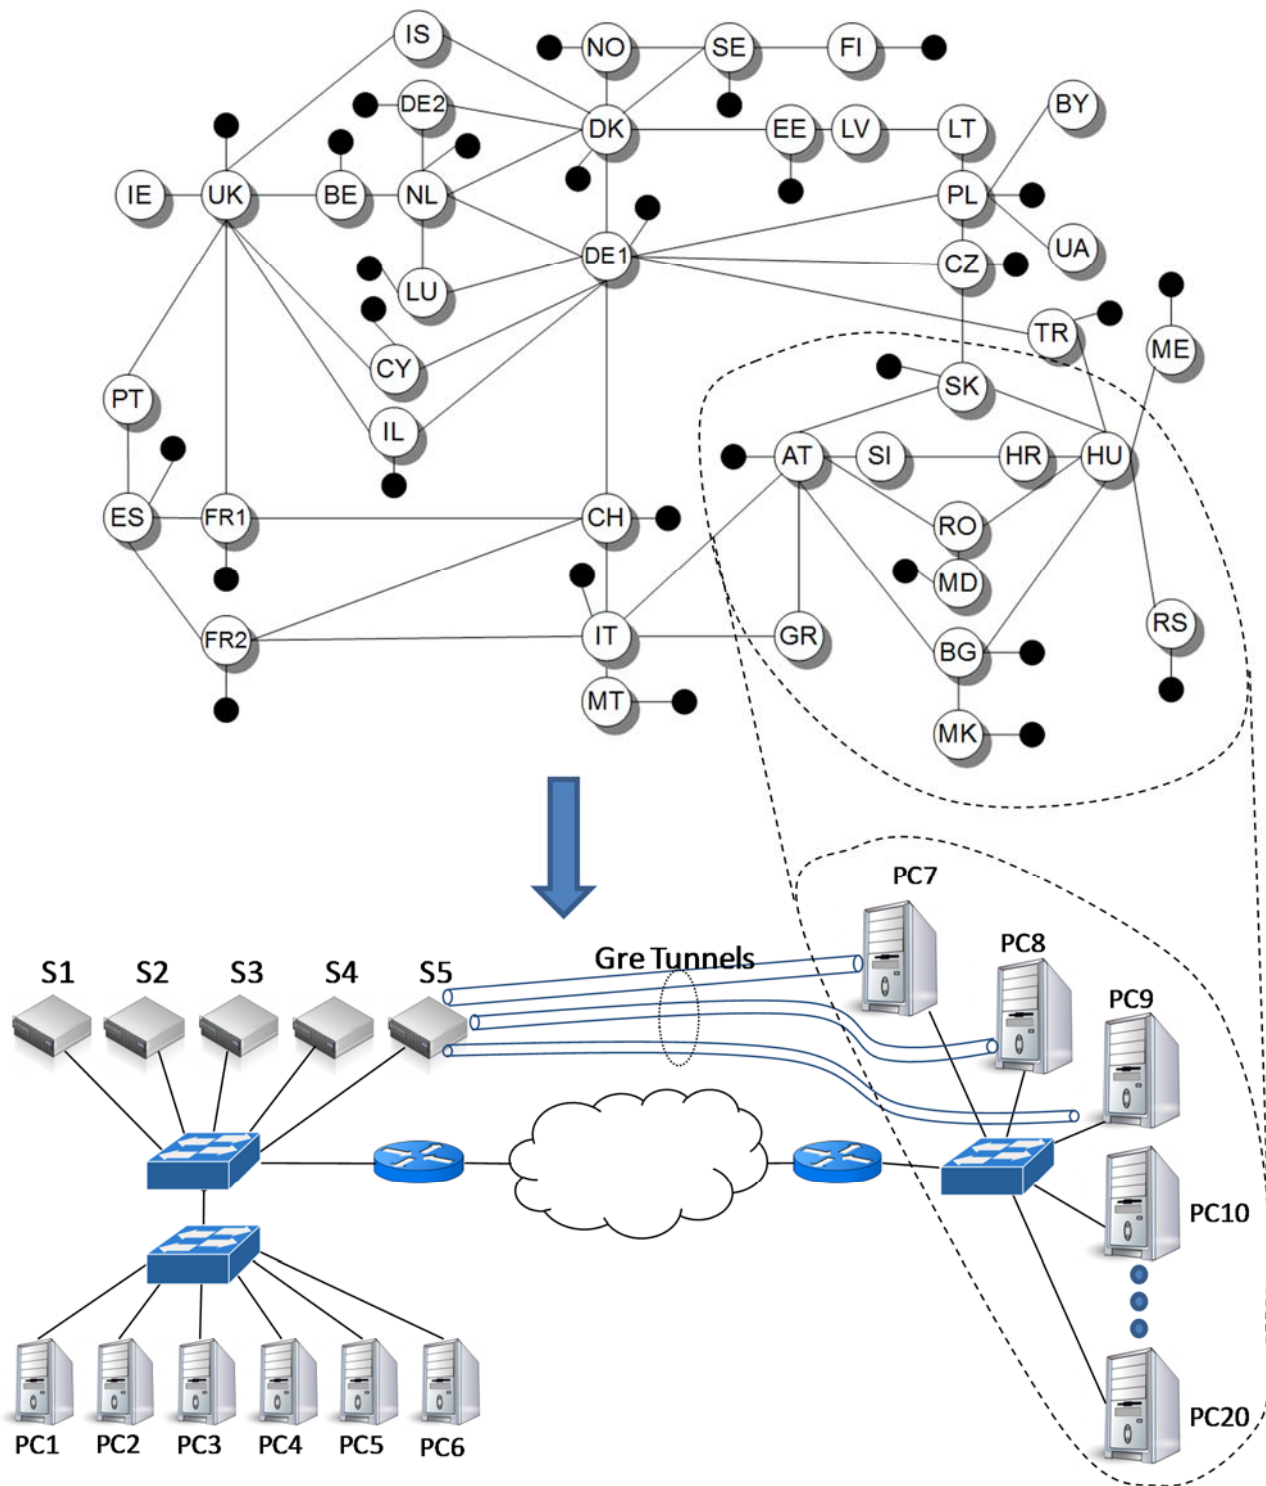 IS
NO
SE
FI
DE2
DK
EE
LV
LT
BY
IE
UK
BE
NL
PL
DE1
UA
LU
CZ
TR
ME
CY
SK
PT
IL
AT
SI
HR
HU
ES
FR1
CH
RO
MD
FR2
IT
GR
BG
RS
MT
MK
PC7
Gre Tunnels
PC8
S1
S2
S3
S4
S5
PC9
PC10
PC20
PC1
PC2
PC3
PC4
PC5
PC6